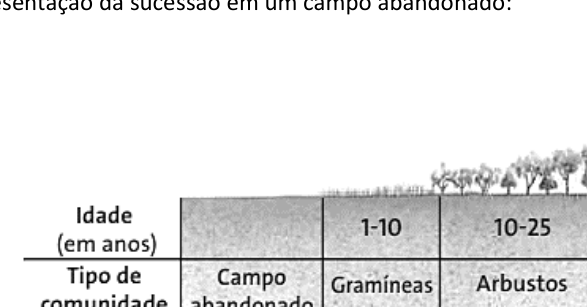 esentação da sucessão em um campo abandonado:
Idade
(em anos)
1-10
10-25
Tipo de
comunidade
Campo
abandonado
Gramíneas
Arbustos